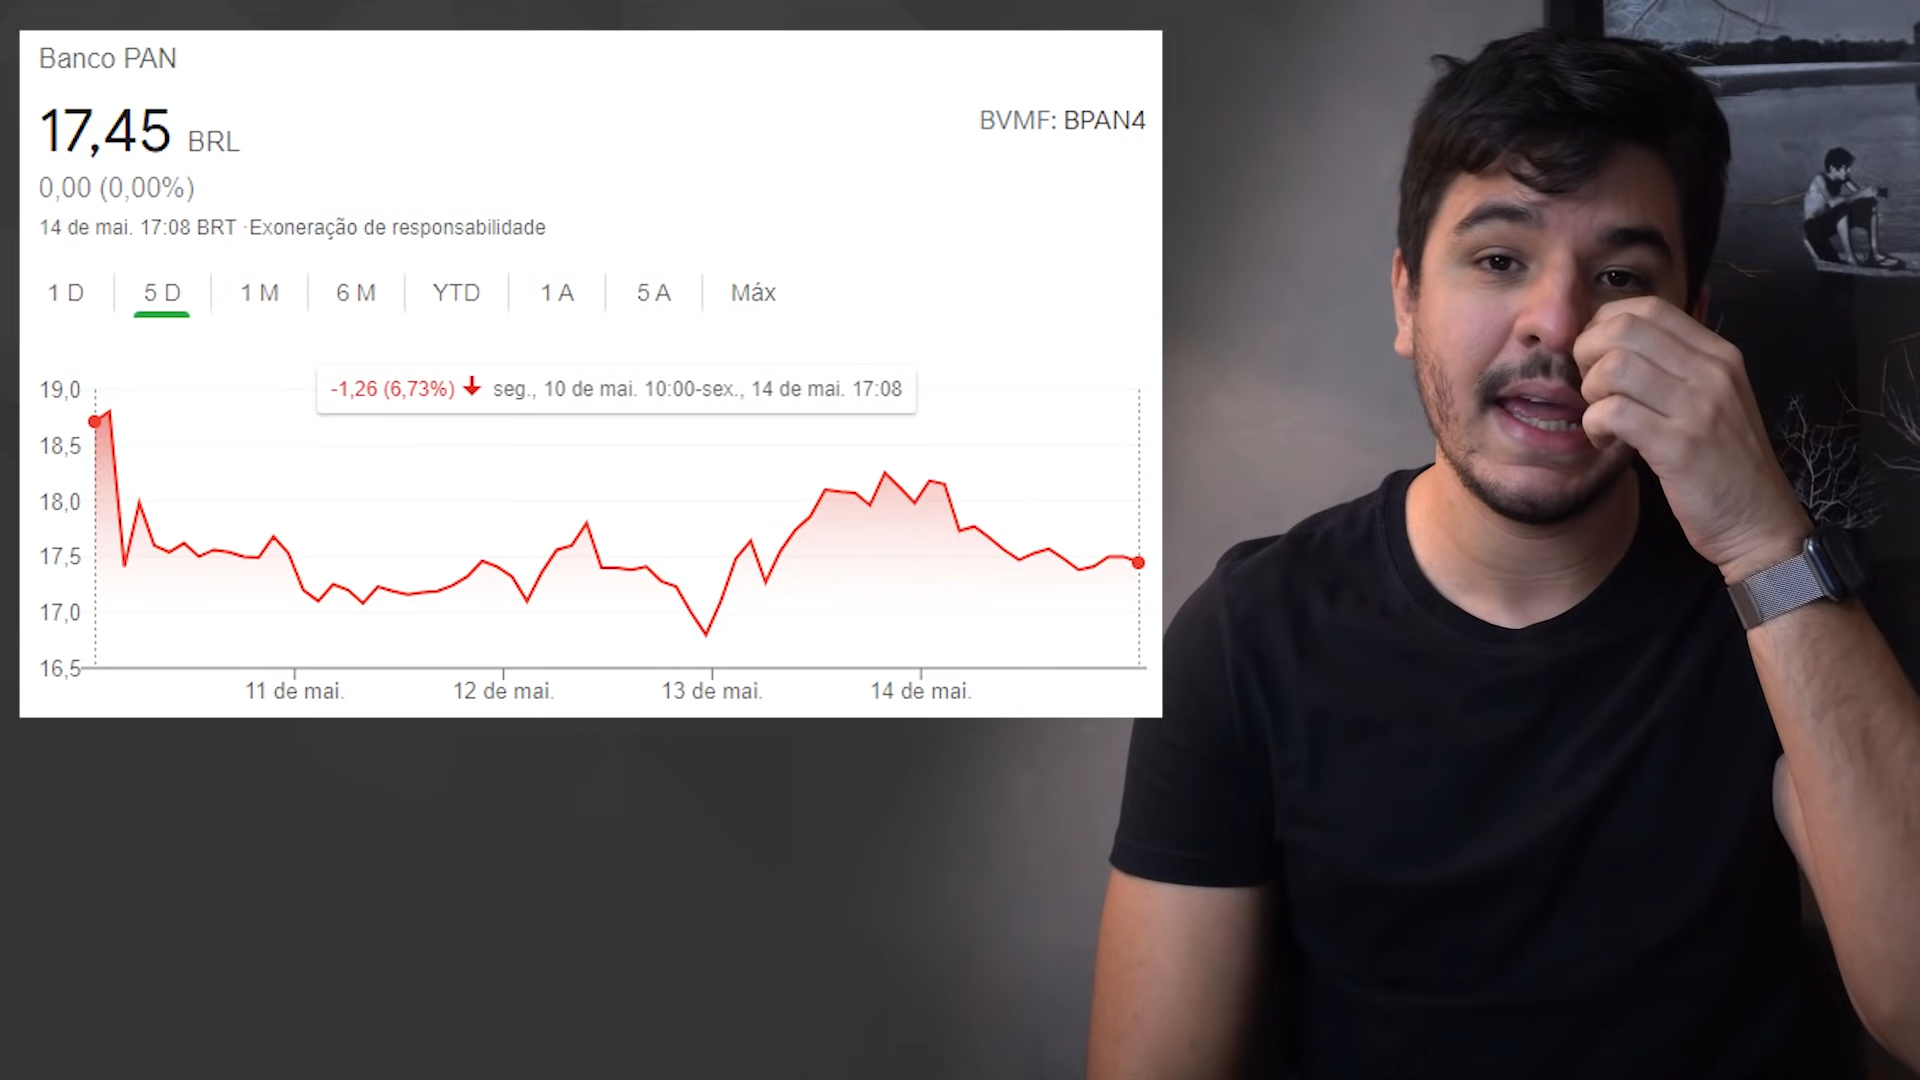 Banco PAN
17,45 BRL
BVMF: BPAN4
0,00 (0,00%)
14 de mai. 17:08 BRT ·Exoneração de responsabilidade
1 D 5 D 1 M 6 M YTD 1 A 5 A Máx
-1,26 (6,73%) seg., 10 de mai. 10:00-sex., 14 de mai. 17:08
19,0
18,5
18,0
17,5
17,0
16,5
11 de mai. 12 de mai. 13 de mai. 14 de mai.